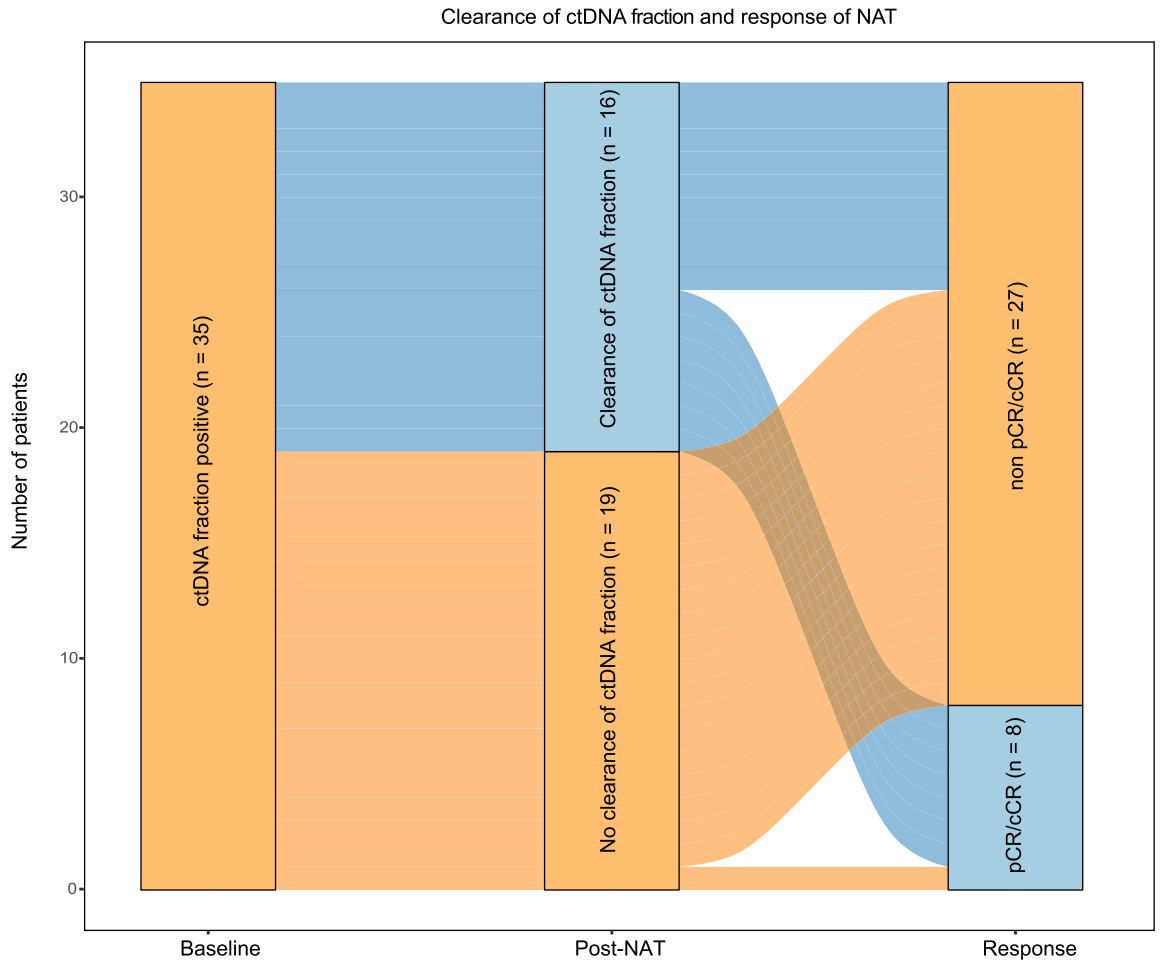 Clearance of ctDNA fraction and response of NAT
Number of patients
30
20
10
0
ctDNA fraction positive (n = 35)
Clearance of ctDNA fraction (n = 16)
No clearance of ctDNA fraction (n = 19)
non pCR/cCR (n = 27)
pCR/cCR (n = 8)
Baseline
Post-NAT
Response